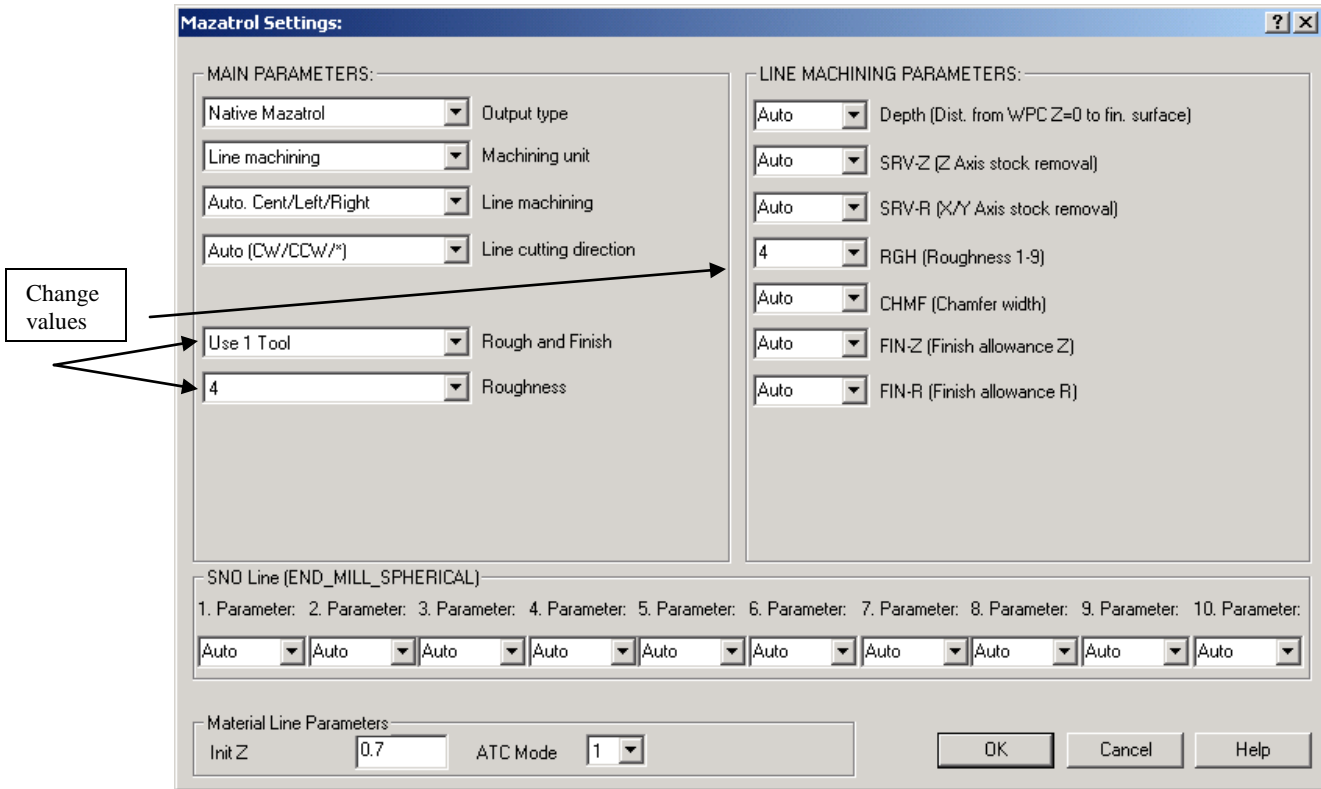 Mazatrol Settings:
MAIN PARAMETERS:
Native Mazatrol Output type
Line machining Machining unit
Auto. Cent/Left/Right Line machining
Auto (CW/CCW/*) Line cutting direction
Change
values
Use 1 Tool Rough and Finish
4 Roughness
LINE MACHINING PARAMETERS:
Auto Depth (Dist. from WPC Z=0 to fin. surface)
Auto SRV-Z (Z Axis stock removal)
Auto SRV-R (X/Y Axis stock removal)
4 RGH (Roughness 1-9)
Auto CHMF (Chamfer width)
Auto FIN-Z (Finish allowance Z)
Auto FIN-R (Finish allowance R)
SNO Line (END_MILL_SPHERICAL)
1. Parameter: 2. Parameter: 3. Parameter: 4. Parameter: 5. Parameter: 6. Parameter: 7. Parameter: 8. Parameter: 9. Parameter: 10. Parameter:
Auto Auto Auto Auto Auto Auto Auto Auto Auto Auto
Material Line Parameters
Init Z 0.7 ATC Mode 1
OK Cancel Help